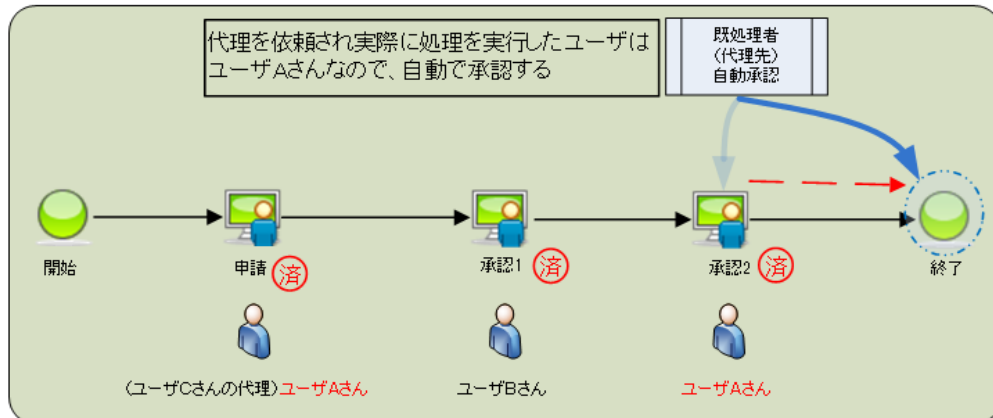 代理を依頼され実際に処理を実行したユーザは
ユーザAさんなので、自動で承認する
既処理者
(代理先)
自動承認
開始
申請
済
承認1
済
承認2
済
終了
(ユーザCさんの代理)ユーザAさん
ユーザBさん
ユーザAさん